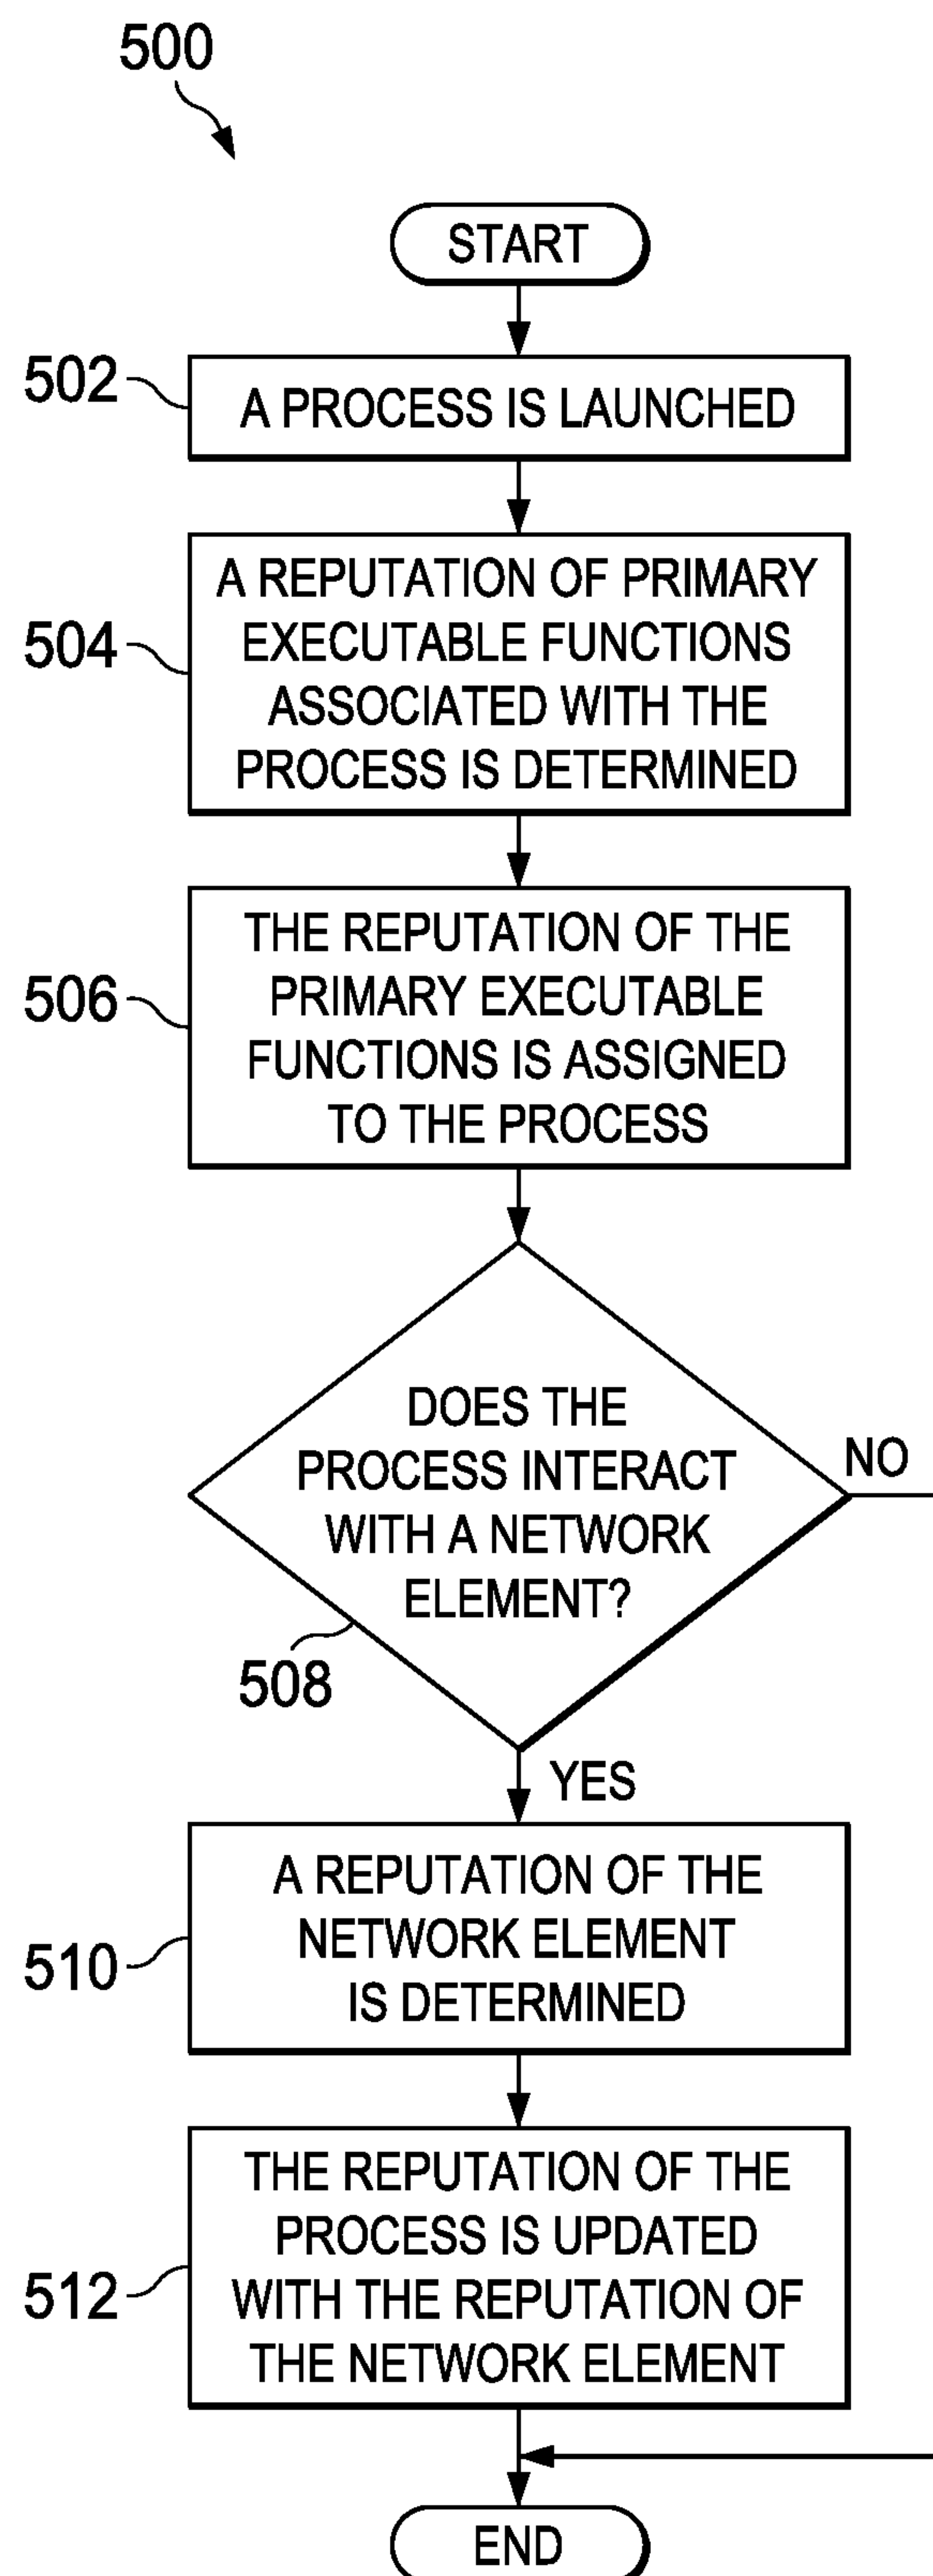 500
START
502
A PROCESS IS LAUNCHED
504
A REPUTATION OF PRIMARY
EXECUTABLE FUNCTIONS
ASSOCIATED WITH THE
PROCESS IS DETERMINED
506
THE REPUTATION OF THE
PRIMARY EXECUTABLE
FUNCTIONS IS ASSIGNED
TO THE PROCESS
DOES THE
PROCESS INTERACT
WITH A NETWORK
ELEMENT?
NO
508
YES
510
A REPUTATION OF THE
NETWORK ELEMENT
IS DETERMINED
512
THE REPUTATION OF THE
PROCESS IS UPDATED
WITH THE REPUTATION OF
THE NETWORK ELEMENT
END